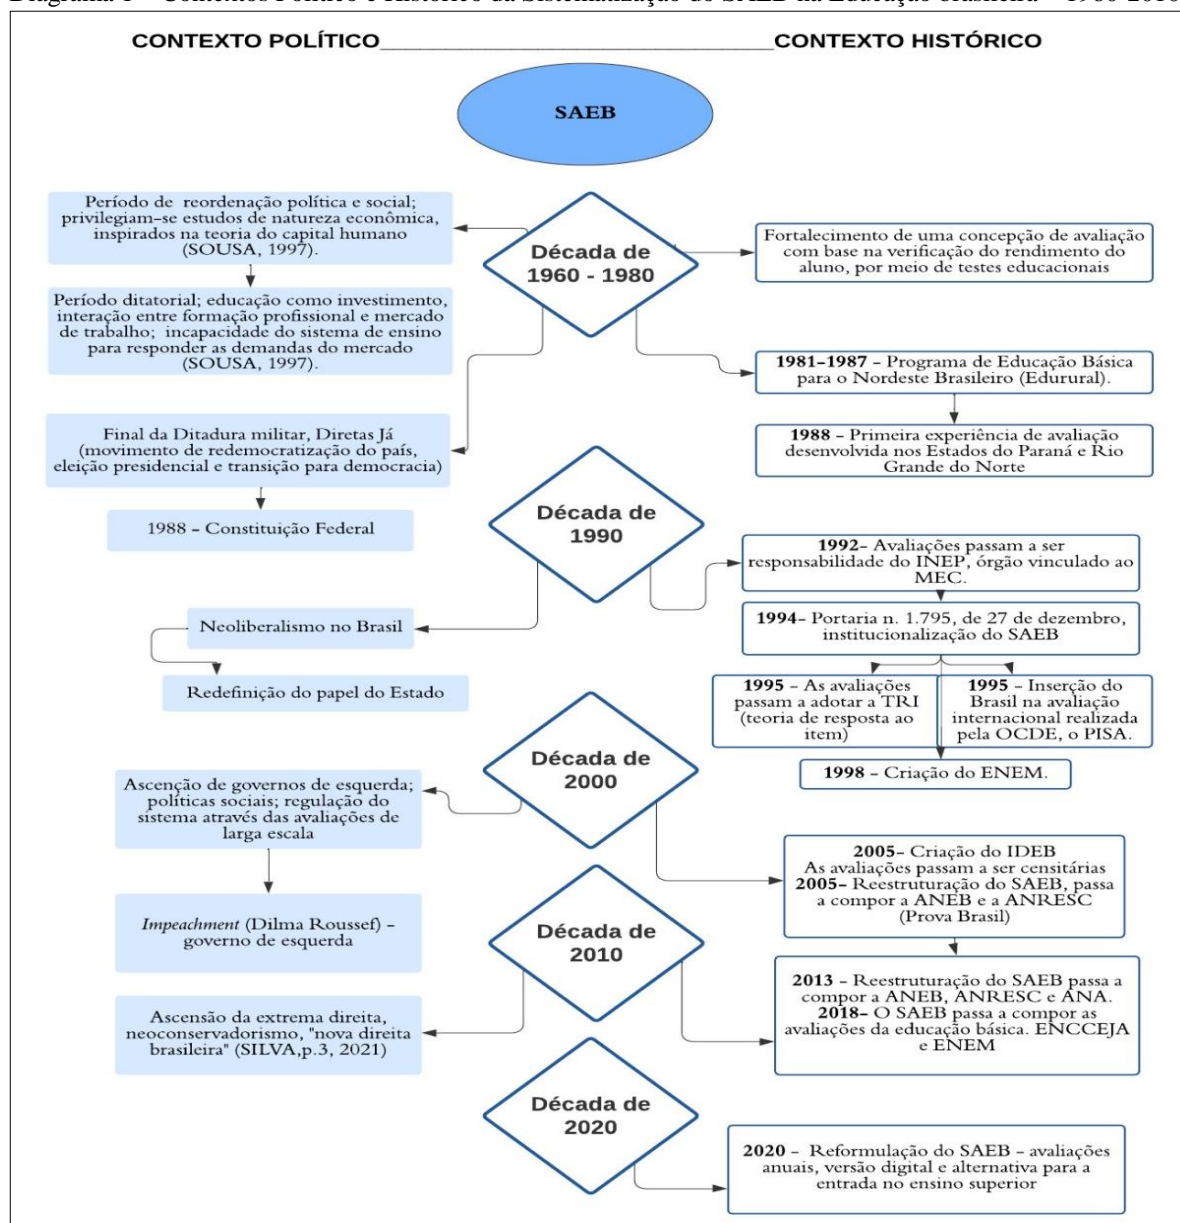 Diagrama 1 – Contextos Político e Histórico da Sistematização do SAEB na Educação brasileira – 1960-2010
CONTEXTO POLÍTICO______________________________CONTEXTO HISTÓRICO
SAEB
Período de reordenação política e social;
privilegiam-se estudos de natureza econômica,
inspirados na teoria do capital humano
(SOUSA, 1997).
Década de
1960 - 1980
Fortalecimento de uma concepção de avaliação
com base na verificação do rendimento do
aluno, por meio de testes educacionais
Período ditatorial; educação como investimento,
interação entre formação profissional e mercado
de trabalho; incapacidade do sistema de ensino
para responder as demandas do mercado
(SOUSA, 1997).
1981-1987 - Programa de Educação Básica
para o Nordeste Brasileiro (Edurural).
Final da Ditadura militar, Diretas Já
(movimento de redemocratização do país,
eleição presidencial e transição para democracia)
1988 - Primeira experiência de avaliação
desenvolvida nos Estados do Paraná e Rio
Grande do Norte
1988 - Constituição Federal
Década de
1990
1992- Avaliações passam a ser
responsabilidade do INEP, órgão vinculado ao
MEC.
Neoliberalismo no Brasil
1994- Portaria n. 1.795, de 27 de dezembro,
institucionalização do SAEB
Redefinição do papel do Estado
1995 - As avaliações
passam a adotar a TRI
(teoria de resposta ao
item)
1995 - Inserção do
Brasil na avaliação
internacional realizada
pela OCDE, o PISA.
1998 - Criação do ENEM.
Década de
2000
Ascenção de governos de esquerda;
políticas sociais; regulação do
sistema através das avaliações de
larga escala
2005- Criação do IDEB
As avaliações passam a ser censitárias
2005- Reestruturação do SAEB, passa
a compor a ANEB e a ANRESC
(Prova Brasil)
Impeachment (Dilma Roussef) -
governo de esquerda
Década de
2010
2013 - Reestruturação do SAEB passa a
compor a ANEB, ANRESC e ANA.
2018- O SAEB passa a compor as
avaliações da educação básica. ENCCEJA
e ENEM
Ascensão da extrema direita,
neoconservadorismo, "nova direita
brasileira" (SILVA,p.3, 2021)
Década de
2020
2020 - Reformulação do SAEB - avaliações
anuais, versão digital e alternativa para a
entrada no ensino superior